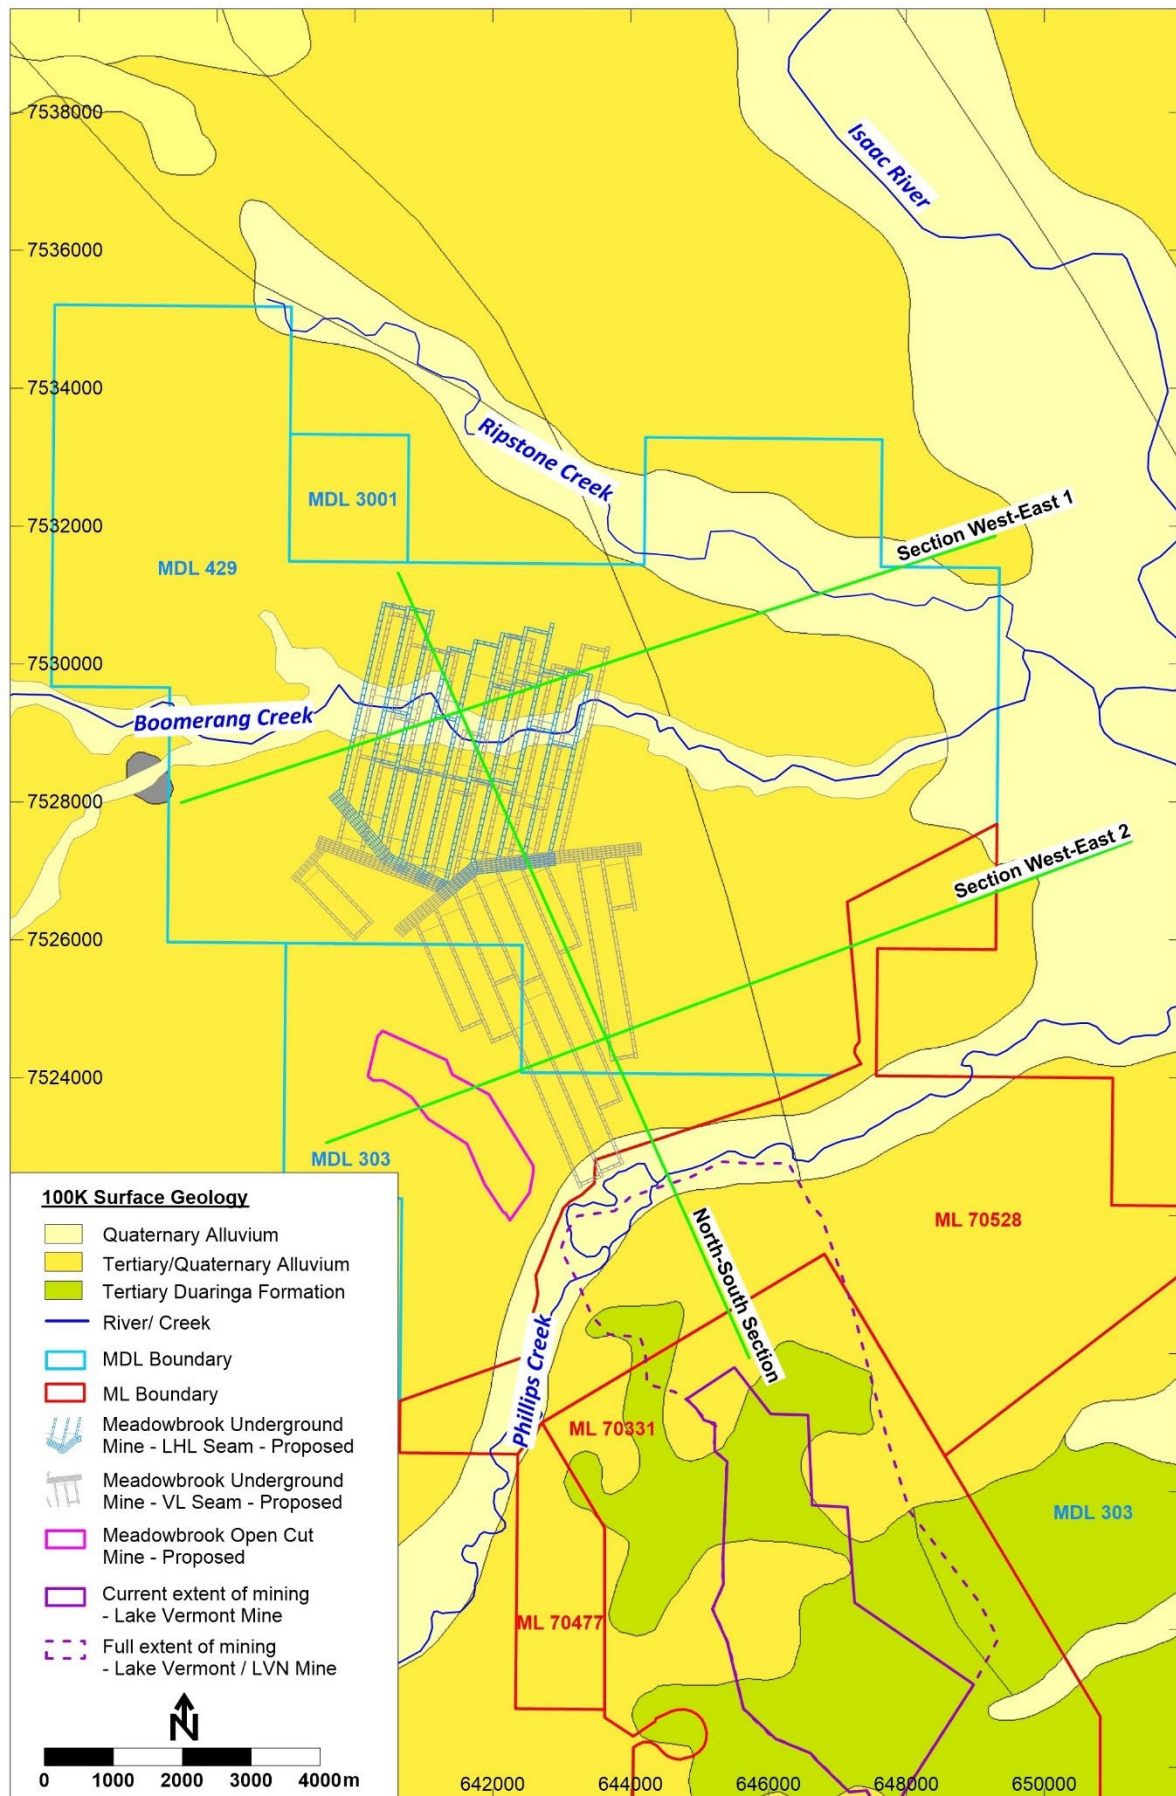 7538000
Isaac River
7536000
7534000
Ripstone Creek
MDL 3001
7532000
Section West-East 1
MDL 429
7530000
Boomerang Creek
7528000
Section West-East 2
7526000
7524000
MDL 303
100K Surface Geology
Quaternary Alluvium
Tertiary/Quaternary Alluvium
Tertiary Duaringa Formation
River/ Creek
MDL Boundary
ML Boundary
Meadowbrook Underground
Mine - LHL Seam - Proposed
Meadowbrook Underground
Mine - VL Seam - Proposed
Meadowbrook Open Cut
Mine - Proposed
Current extent of mining
- Lake Vermont Mine
Full extent of mining
- Lake Vermont / LVN Mine
N
0 1000 2000 3000 4000m
North-South Section
ML 70528
Phillips Creek
ML 70331
MDL 303
ML 70477
642000 644000 646000 648000 650000